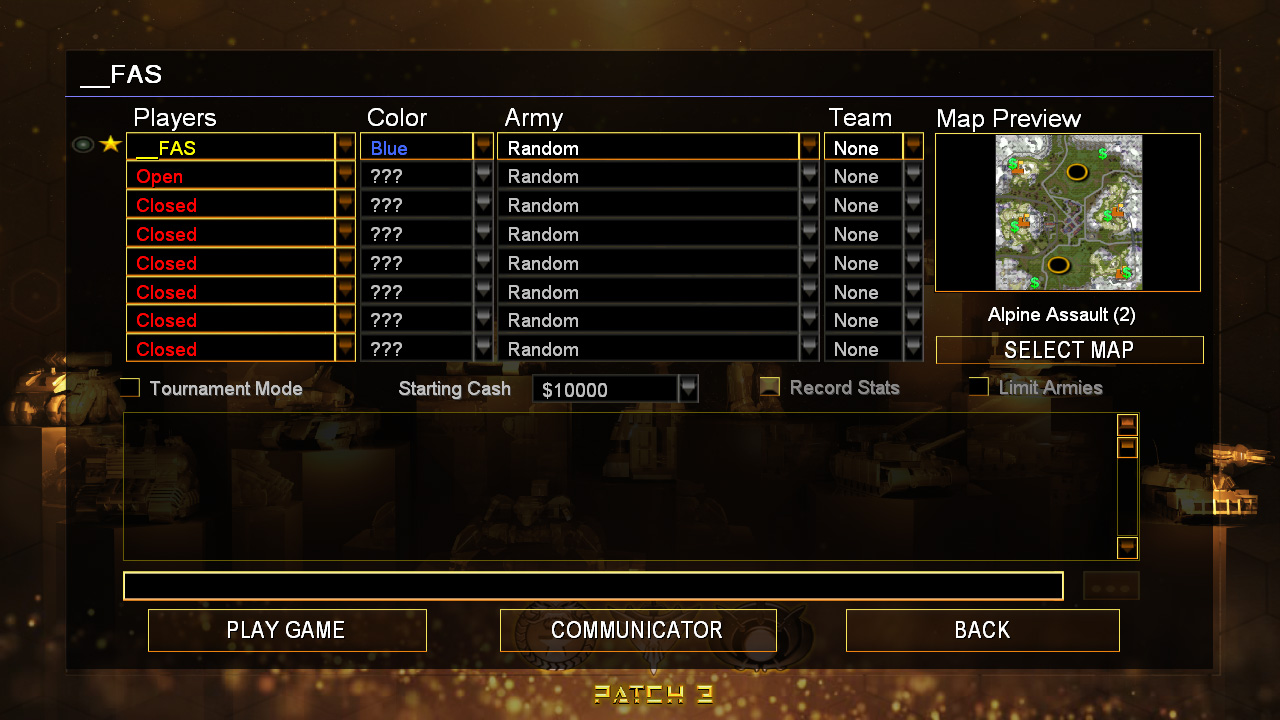 __FAS
Players Color Army Team Map Preview
__FAS Blue Random None
Open ??? Random None
Closed ??? Random None
Closed ??? Random None
Closed ??? Random None
Closed ??? Random None
Closed ??? Random None
Closed ??? Random None
Alpine Assault (2)
SELECT MAP
Tournament Mode Starting Cash $10000 Record Stats Limit Armies
PLAY GAME COMMUNICATOR BACK
PATCH 3